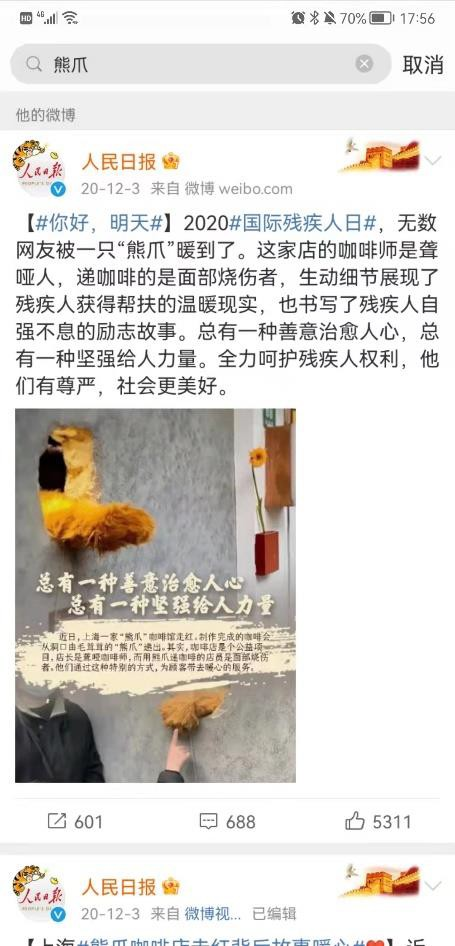 HD 4G 70% 17:56
熊爪 取消
他的微博
人民日报
人民日报
20-12-3 来自 微博 weibo.com
【#你好，明天#】2020#国际残疾人日#，无数
网友被一只“熊爪”暖到了。这家店的咖啡师是聋
哑人，递咖啡的是面部烧伤者，生动细节展现了
残疾人获得帮扶的温暖现实，也书写了残疾人自
强不息的励志故事。总有一种善意治愈人心，总
有一种坚强给人力量。全力呵护残疾人权利，他
们有尊严，社会更美好。
总有一种善意治愈人心
总有一种坚强给人力量
近日，上海一家“熊爪”咖啡馆走红。制作完成的咖啡会
从洞口由毛茸茸的“熊爪”递出。其实，咖啡店是个公益项
目，店长是聋哑咖啡师，而用熊爪递咖啡的店员是面部烧伤
者。他们通过这种特别的方式，为顾客带去暖心的服务。
601 688 5311
人民日报
人民日报
20-12-3 来自 微博视... 已编辑
【上海#熊爪咖啡店走红背后故事暖心#❤️】近